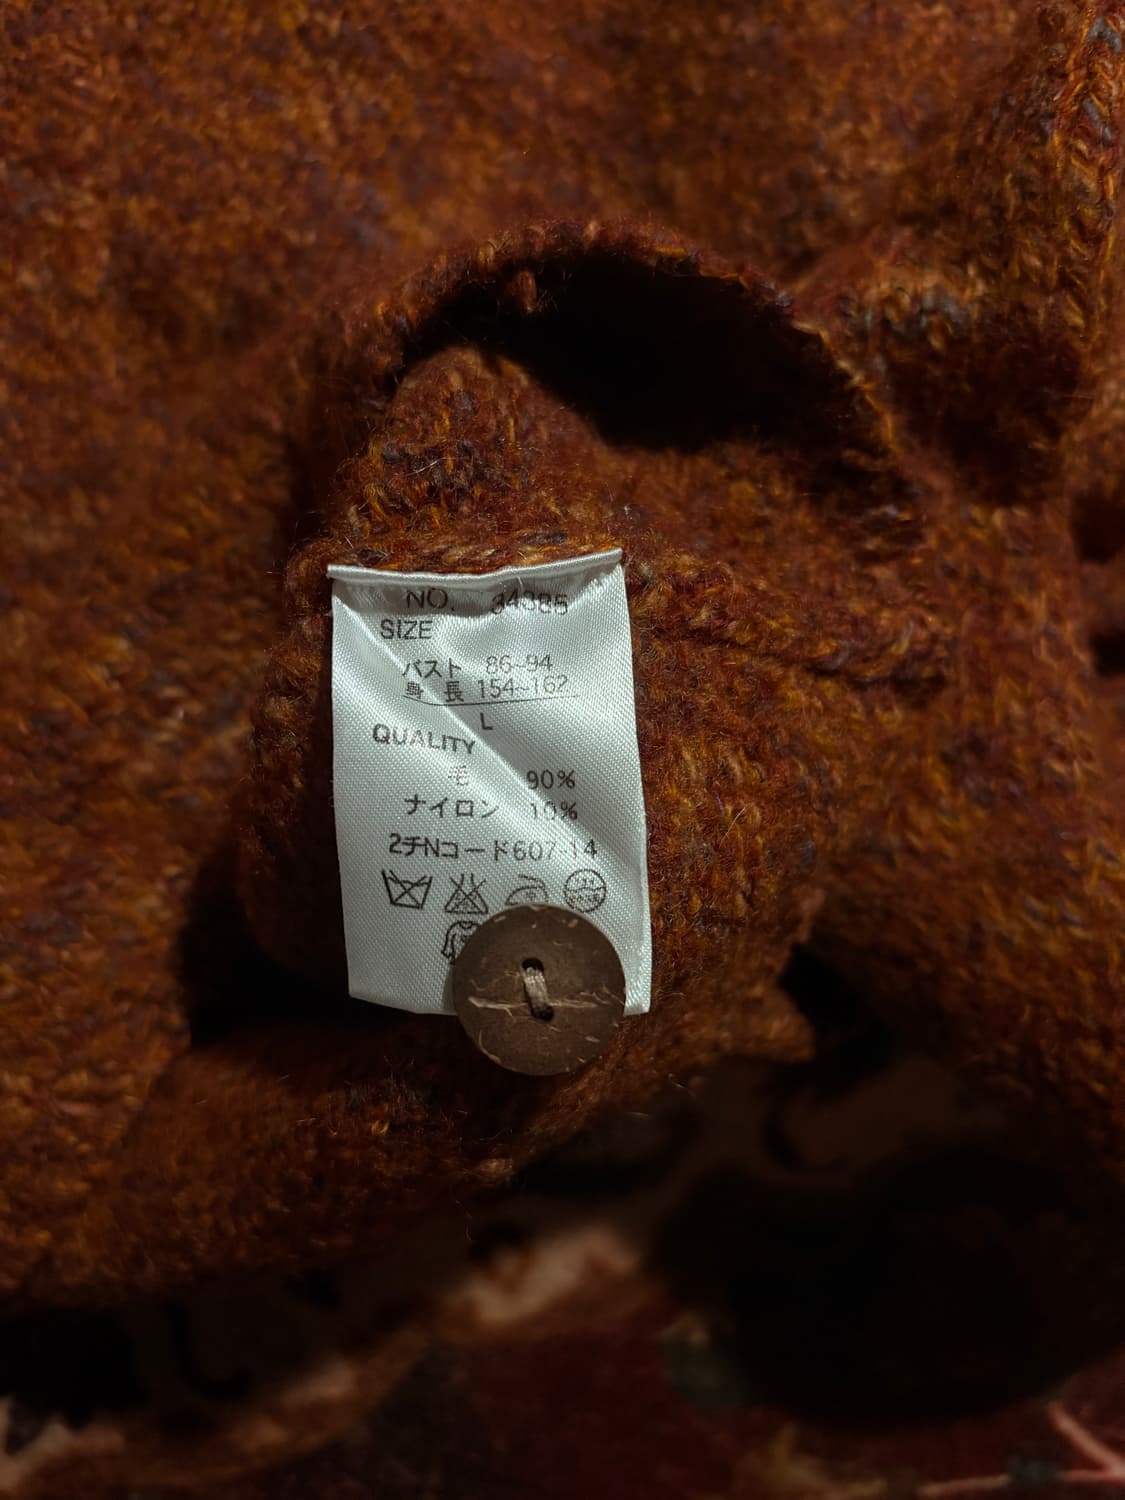 NO. 34385
SIZE
バスト 86~94
身長 154~162
L
QUALITY
毛 90%
ナイロン 10%
2チNコード607-14